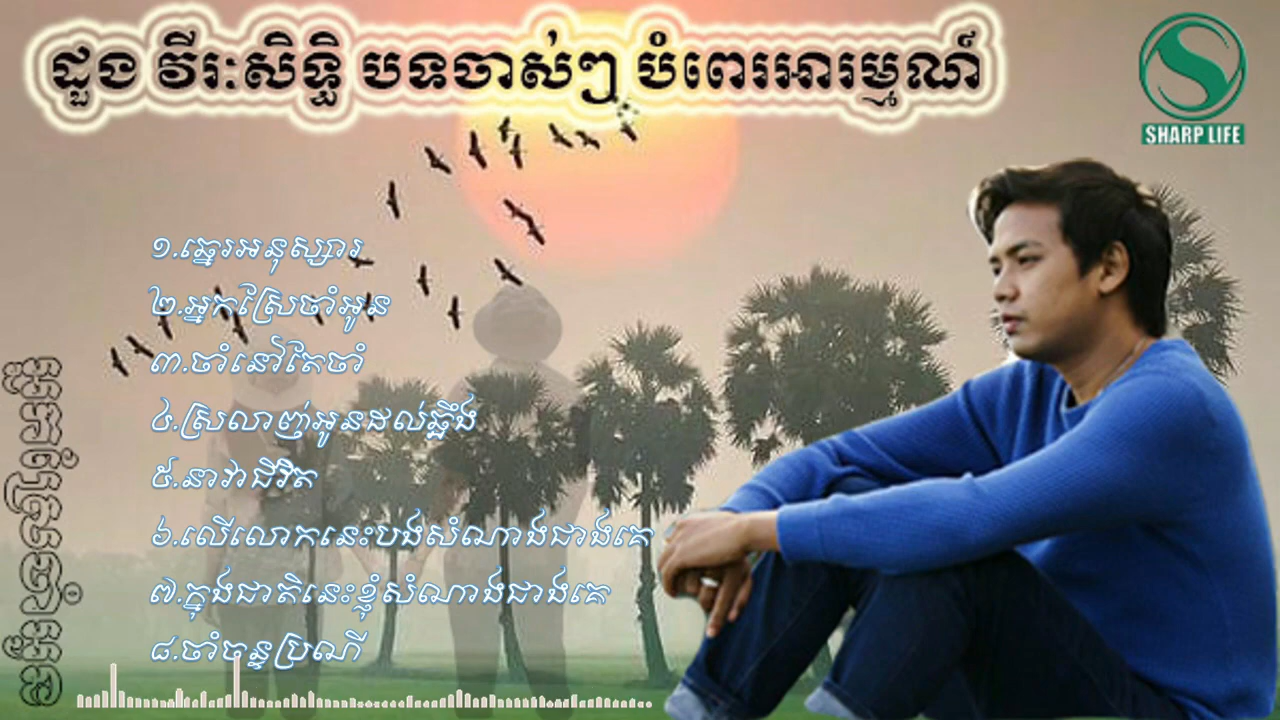 ដួង វីរៈសិទ្ធិ បទចាស់ៗ បំពេរអារម្មណ៍
SHARP LIFE
១.ឆ្នេរអនុស្សារ
២.អ្នកស្រែចាំអូន
៣.ចាំនៅតែចាំ
៤.ស្រលាញ់អូនដល់ឆ្អឹង
៥.នាវាជីវិត
៦.លើលោកនេះបងសំណាងជាងគេ
៧.ក្នុងជាតិនេះខ្ញុំសំណាងជាងគេ
៨.ចាំចន្ទប្រណី